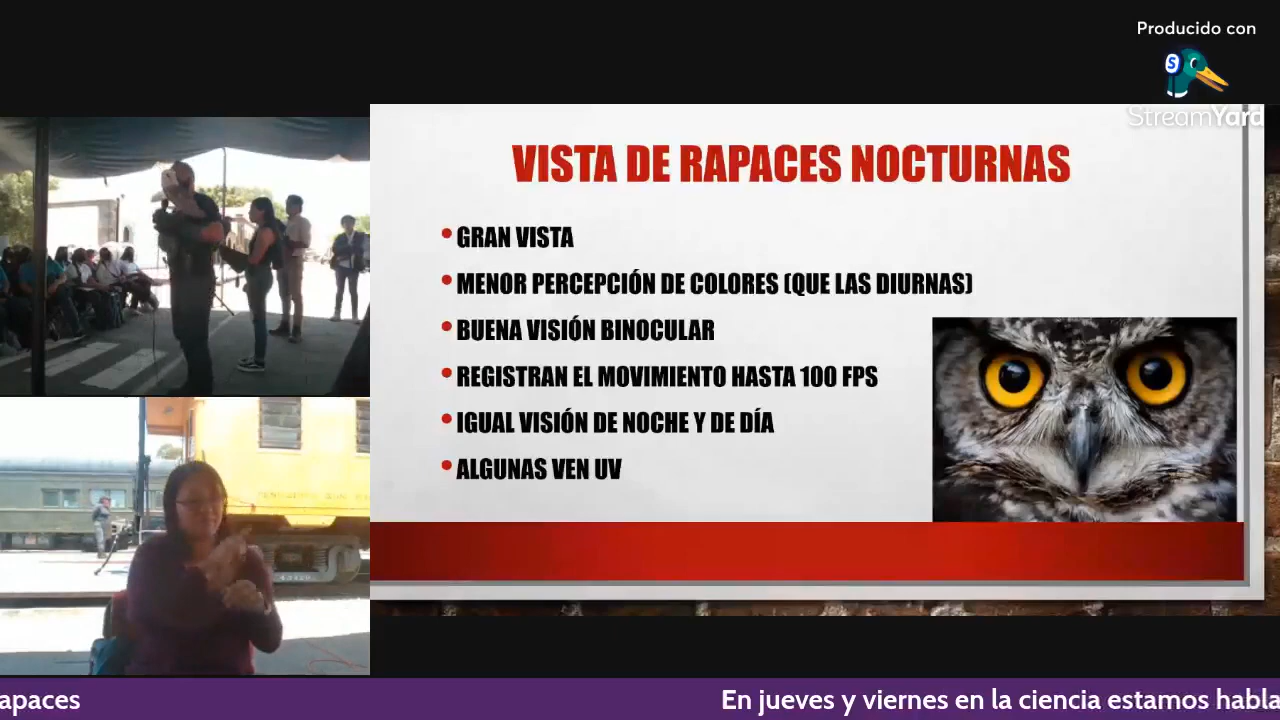 Producido con
StreamYard
VISTA DE RAPACES NOCTURNAS
• GRAN VISTA
• MENOR PERCEPCIÓN DE COLORES (QUE LAS DIURNAS)
• BUENA VISIÓN BINOCULAR
• REGISTRAN EL MOVIMIENTO HASTA 100 FPS
• IGUAL VISIÓN DE NOCHE Y DE DÍA
• ALGUNAS VEN UV
apaces
En jueves y viernes en la ciencia estamos habla